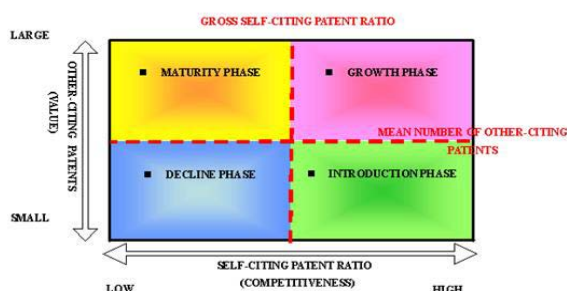 GROSS SELF-CITING PATENT RATIO
LARGE
OTHER-CITING PATENTS
(VALUE)
■ MATURITY PHASE
■ GROWTH PHASE
MEAN NUMBER OF OTHER-CITING
PATENTS
■ DECLINE PHASE
■ INTRODUCTION PHASE
SMALL
SELF-CITING PATENT RATIO
(COMPETITIVENESS)
LOW
HIGH